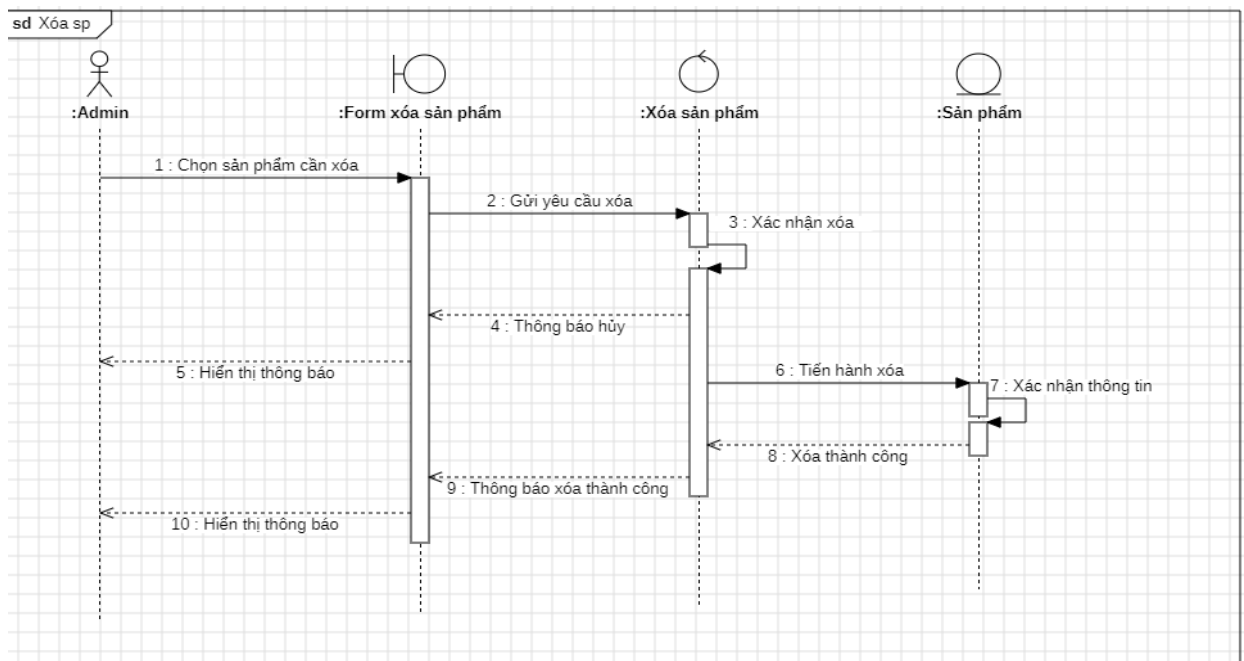 sd Xóa sp
:Admin
:Form xóa sản phẩm
:Xóa sản phẩm
:Sản phẩm
1 : Chọn sản phẩm cần xóa
2 : Gửi yêu cầu xóa
3 : Xác nhận xóa
4 : Thông báo hủy
5 : Hiển thị thông báo
6 : Tiến hành xóa
7 : Xác nhận thông tin
8 : Xóa thành công
9 : Thông báo xóa thành công
10 : Hiển thị thông báo